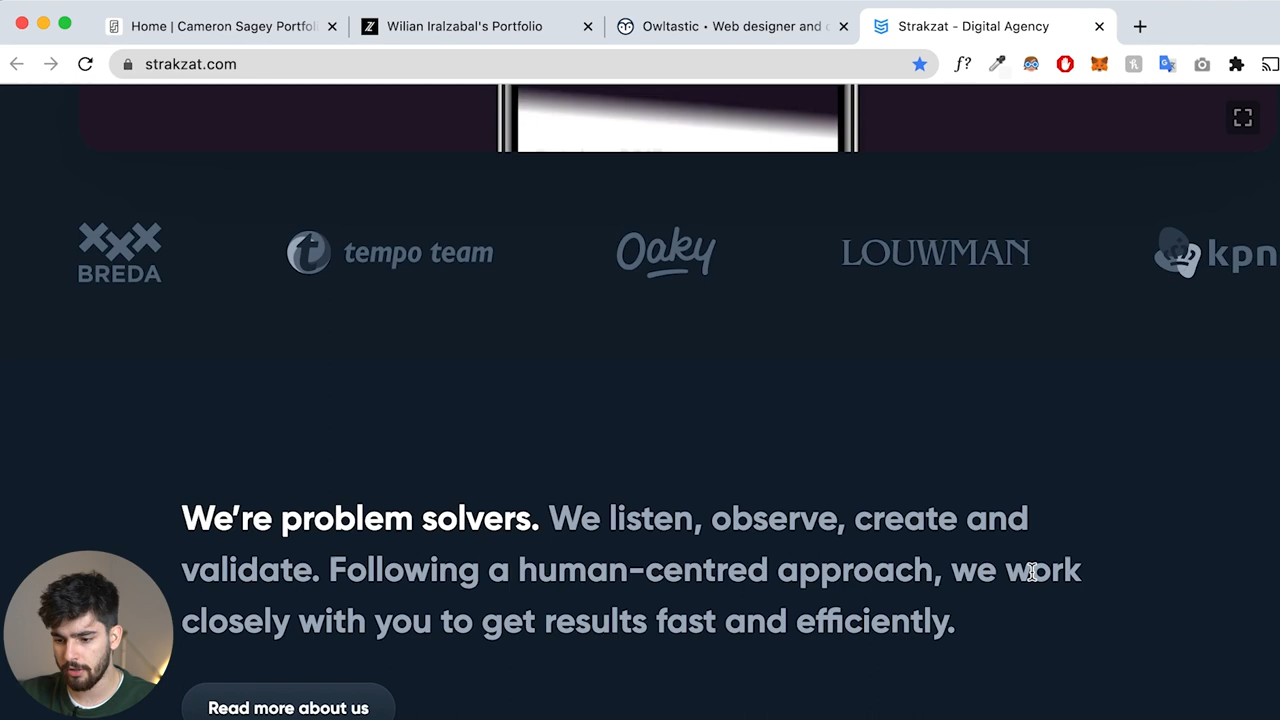 Home | Cameron Sagey Portfoli
Wilian Iralzabal's Portfolio
Owltastic • Web designer and c
Strakzat - Digital Agency
strakzat.com
f?
BREDA
tempo team
Oaky
LOUWMAN
kpn
We're problem solvers. We listen, observe, create and
validate. Following a human-centred approach, we work
closely with you to get results fast and efficiently.
Read more about us